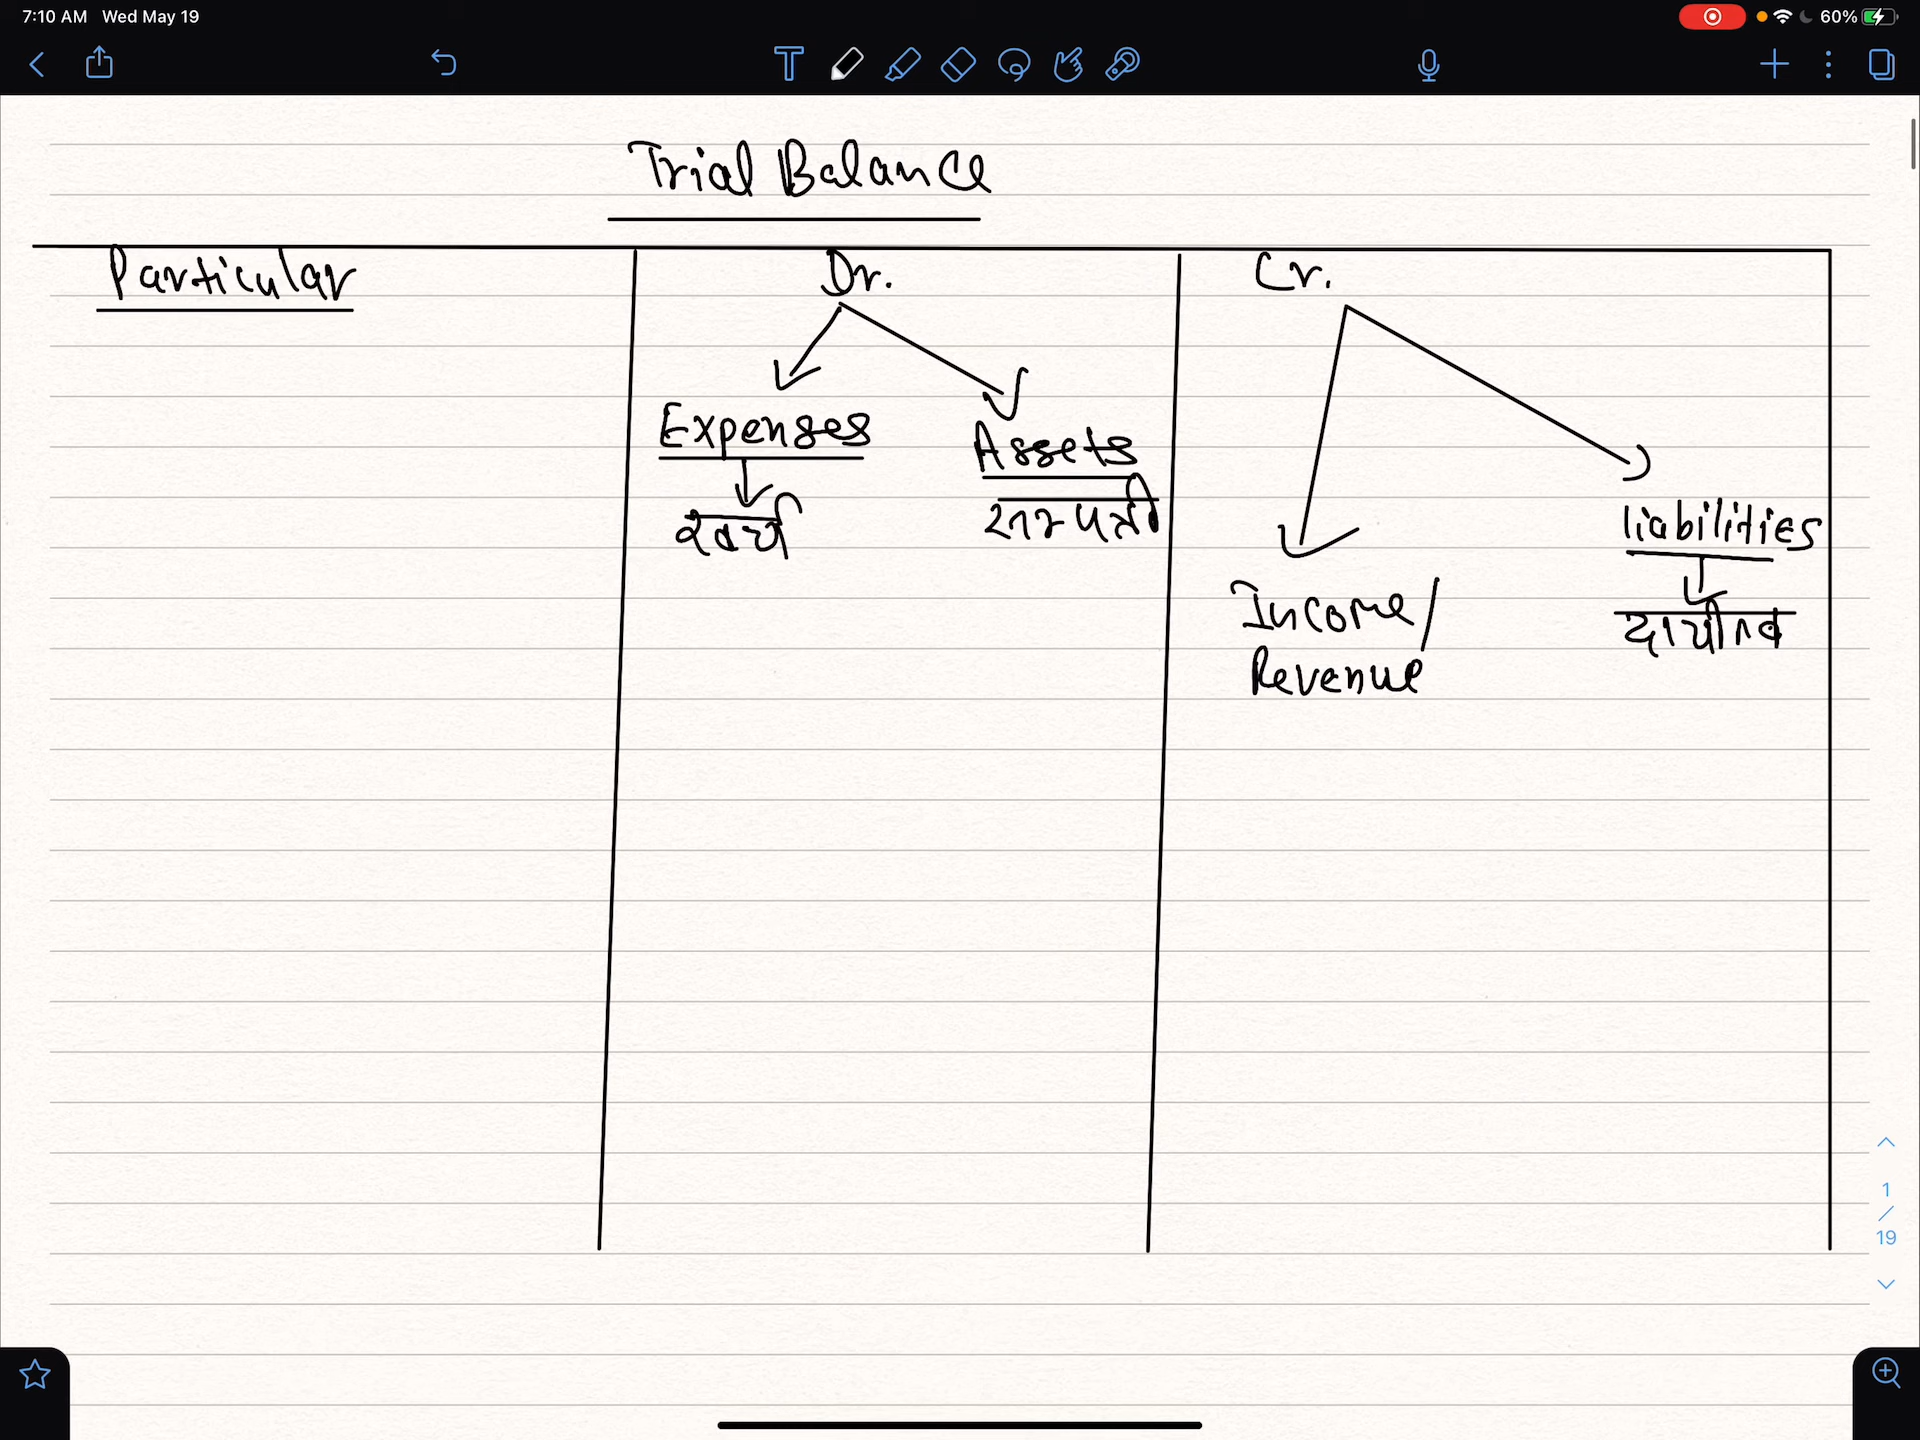 7:10 AM Wed May 19
60%
Trial Balance
Particular
Dr.
Cr.
Expenses
Assets
खर्च
liabilities
Income/
Revenue
1
/
19